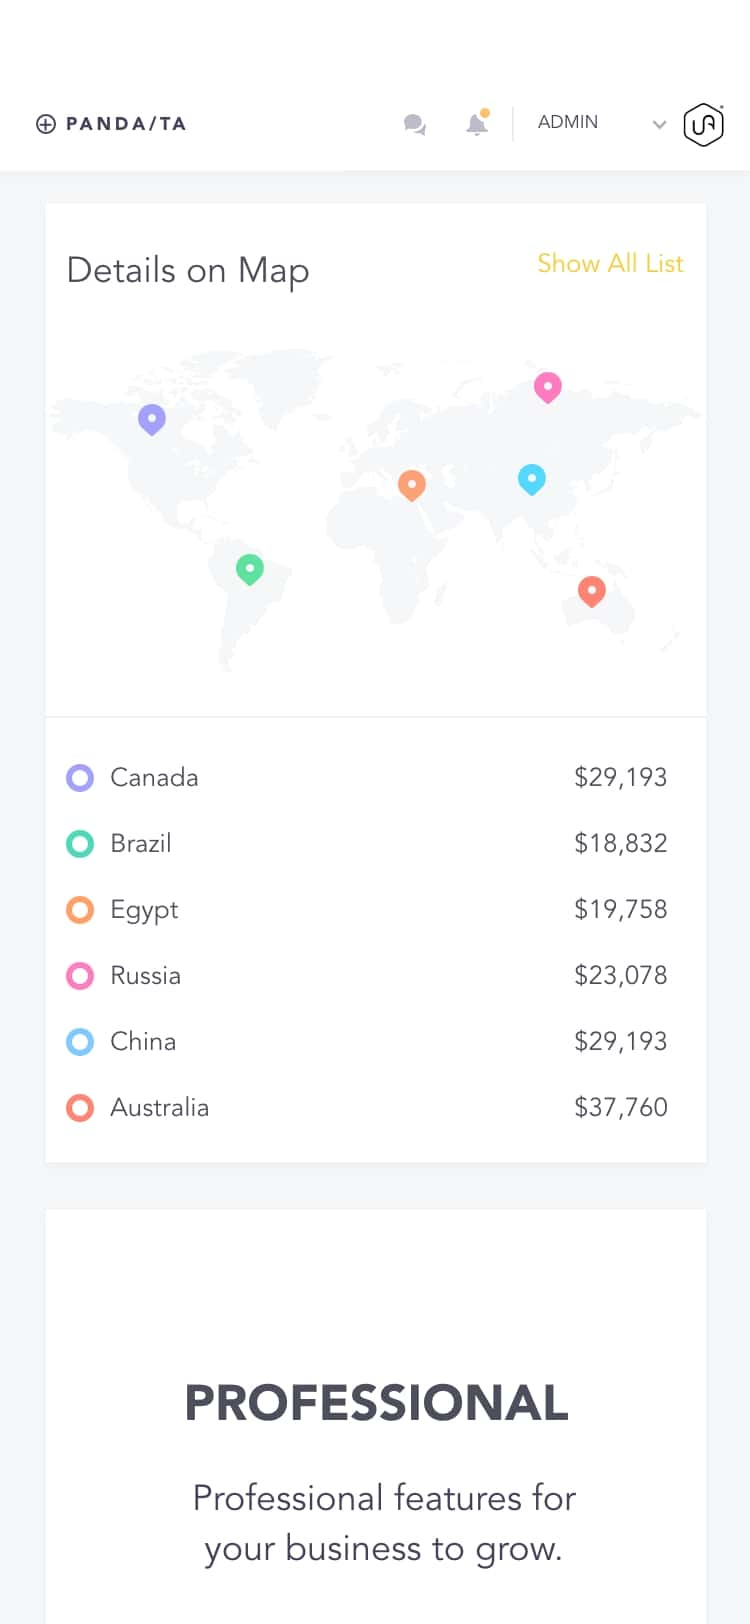 PANDA/TA
ADMIN
Details on Map
Show All List
Canada $29,193
Brazil $18,832
Egypt $19,758
Russia $23,078
China $29,193
Australia $37,760
PROFESSIONAL
Professional features for
your business to grow.